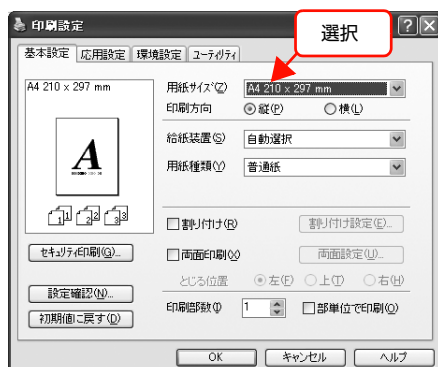 印刷設定
選択
基本設定 応用設定 環境設定 ユーティリティ
A4 210 x 297 mm
用紙サイズ(Z) A4 210 x 297 mm
印刷方向 縦(P) 横(L)
給紙装置(S) 自動選択
用紙種類(Y) 普通紙
A
1 1 2 2 3 3
割り付け(R) 割り付け設定(E)...
セキュリティ印刷(G)... 両面印刷(X) 両面設定(U)...
とじる位置 左(F) 上(T) 右(H)
設定確認(N)...
印刷部数(I) 1 部単位で印刷(O)
初期値に戻す(D)
OK キャンセル ヘルプ